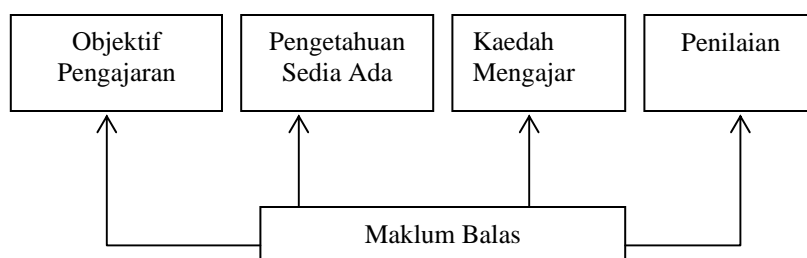 Objektif
Pengajaran
Pengetahuan
Sedia Ada
Kaedah
Mengajar
Penilaian
Maklum Balas